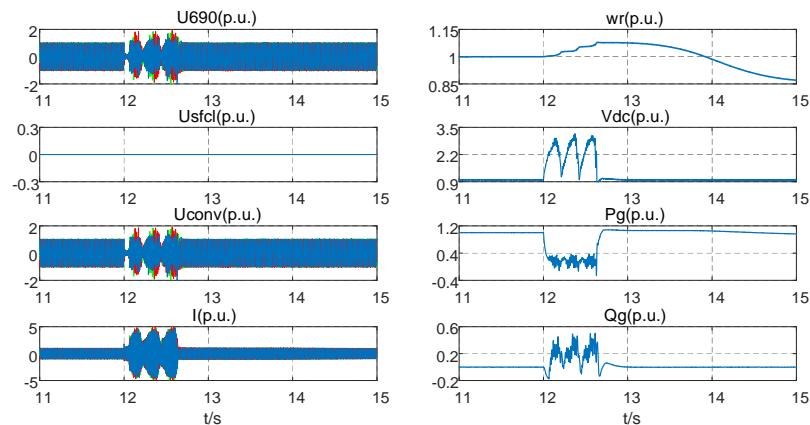 U690(p.u.)
2
0
-2
11 12 13 14 15
Usfcl(p.u.)
0.3
0
-0.3
11 12 13 14 15
Uconv(p.u.)
2
0
-2
11 12 13 14 15
I(p.u.)
5
0
-5
11 12 13 14 15
t/s
wr(p.u.)
1.15
1
0.85
11 12 13 14 15
Vdc(p.u.)
3.5
2.2
0.9
11 12 13 14 15
Pg(p.u.)
1.2
0.4
-0.4
11 12 13 14 15
Qg(p.u.)
0.6
0.2
-0.2
11 12 13 14 15
t/s